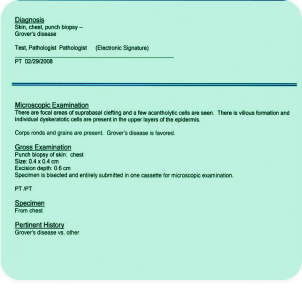 Diagnosis
Skin, chest, punch biopsy –
Grover's disease
Test, Pathologist Pathologist (Electronic Signature)
PT 02/29/2008
Microscopic Examination
There are focal areas of suprabasal clefting and a few acantholytic cells are seen. There is villous formation and
individual dyskeratotic cells are present in the upper layers of the epidermis.
Corps ronds and grains are present. Grover's disease is favored.
Gross Examination
Punch biopsy of skin: chest
Size: 0.4 x 0.4 cm
Excision depth: 0.6 cm
Specimen is bisected and entirely submitted in one cassette for microscopic examination.
PT /PT
Specimen
From chest
Pertinent History
Grover's disease vs. other